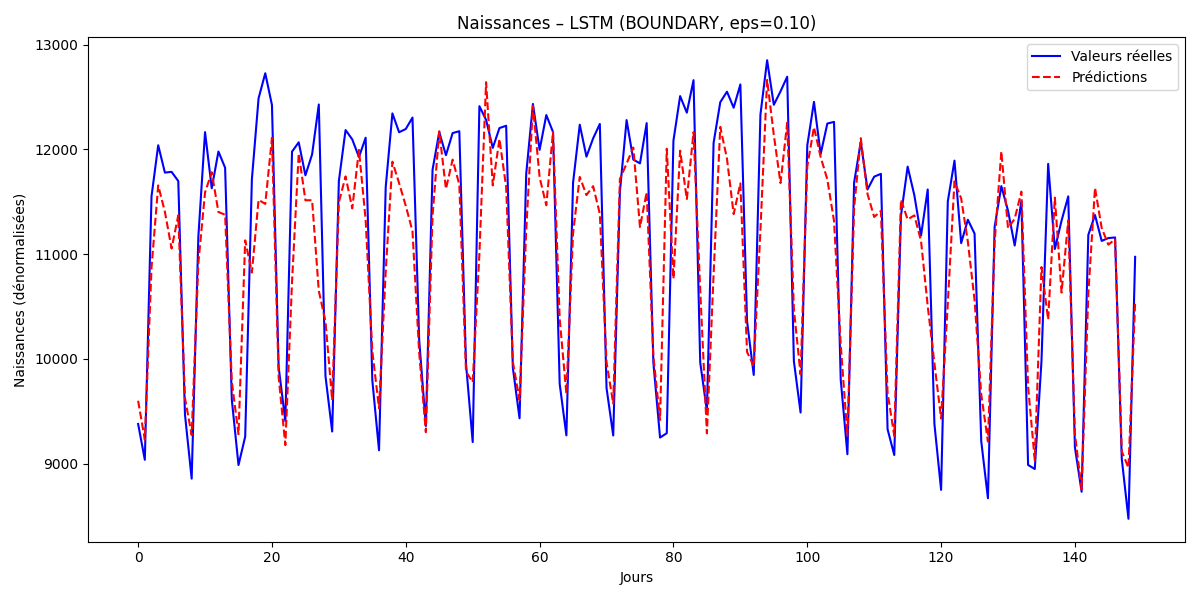 Naissances – LSTM (BOUNDARY, eps=0.10)
Valeurs réelles
Prédictions
Naissances (dénormalisées)
13000
12000
11000
10000
9000
0 20 40 60 80 100 120 140
Jours